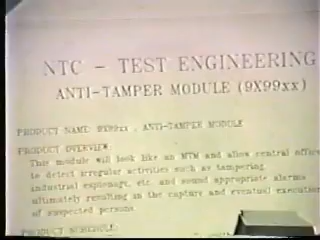 NTC - TEST ENGINEERING
ANTI-TAMPER MODULE (9X99xx)
PRODUCT NAME: 9X99xx , ANTI-TAMPER MODULE
PRODUCT OVERVIEW:
This module will look like an MTM and allow central office
to detect irregular activities such as tampering,
industrial espionage, etc. and sound appropriate alarms
ultimately resulting in the capture and eventual execution
of suspected persons.
PRODUCT SCHEDULE: